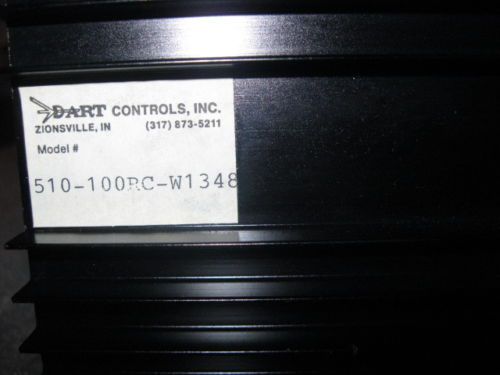 DART CONTROLS, INC.
ZIONSVILLE, IN (317) 873-5211
Model #
510-100RC-W1348